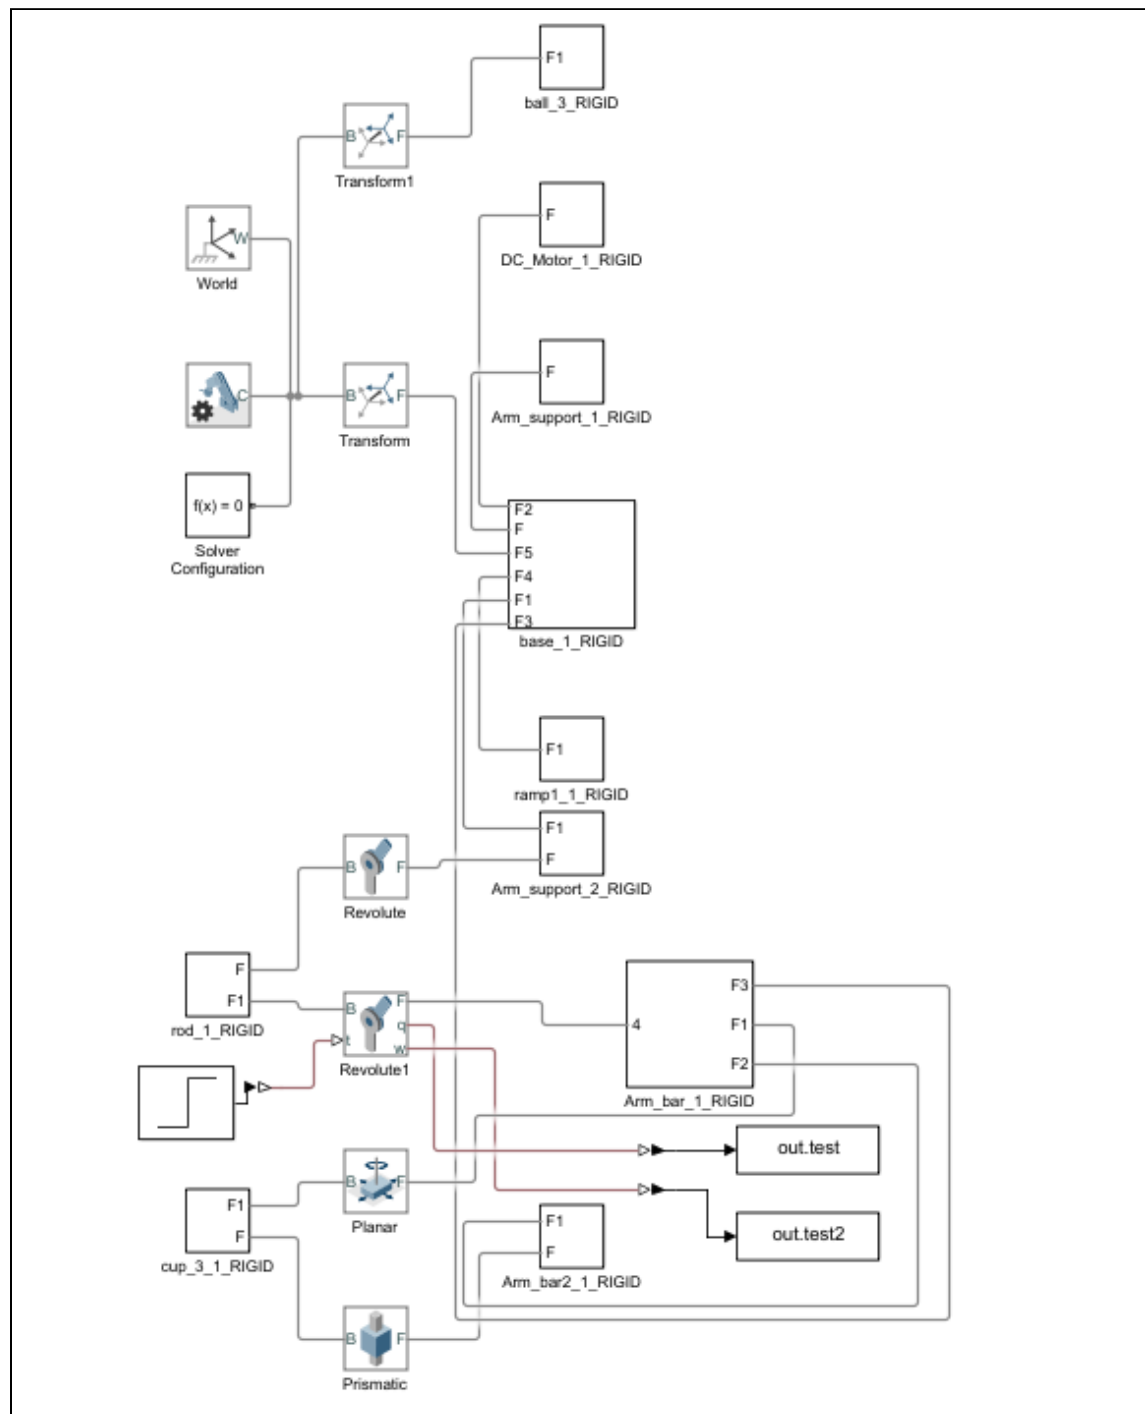 F1
ball_3_RIGID
B F
Transform1
F
DC_Motor_1_RIGID
W
World
F
Arm_support_1_RIGID
C
B F
Transform
f(x) = 0
Solver
Configuration
F2
F
F5
F4
F1
F3
base_1_RIGID
F1
ramp1_1_RIGID
F1
F
Arm_support_2_RIGID
B F
Revolute
F
F1
rod_1_RIGID
B F
q
t
w
Revolute1
4
F3
F1
F2
Arm_bar_1_RIGID
out.test
B F
Planar
F1
F
cup_3_1_RIGID
F1
F
Arm_bar2_1_RIGID
out.test2
B F
Prismatic